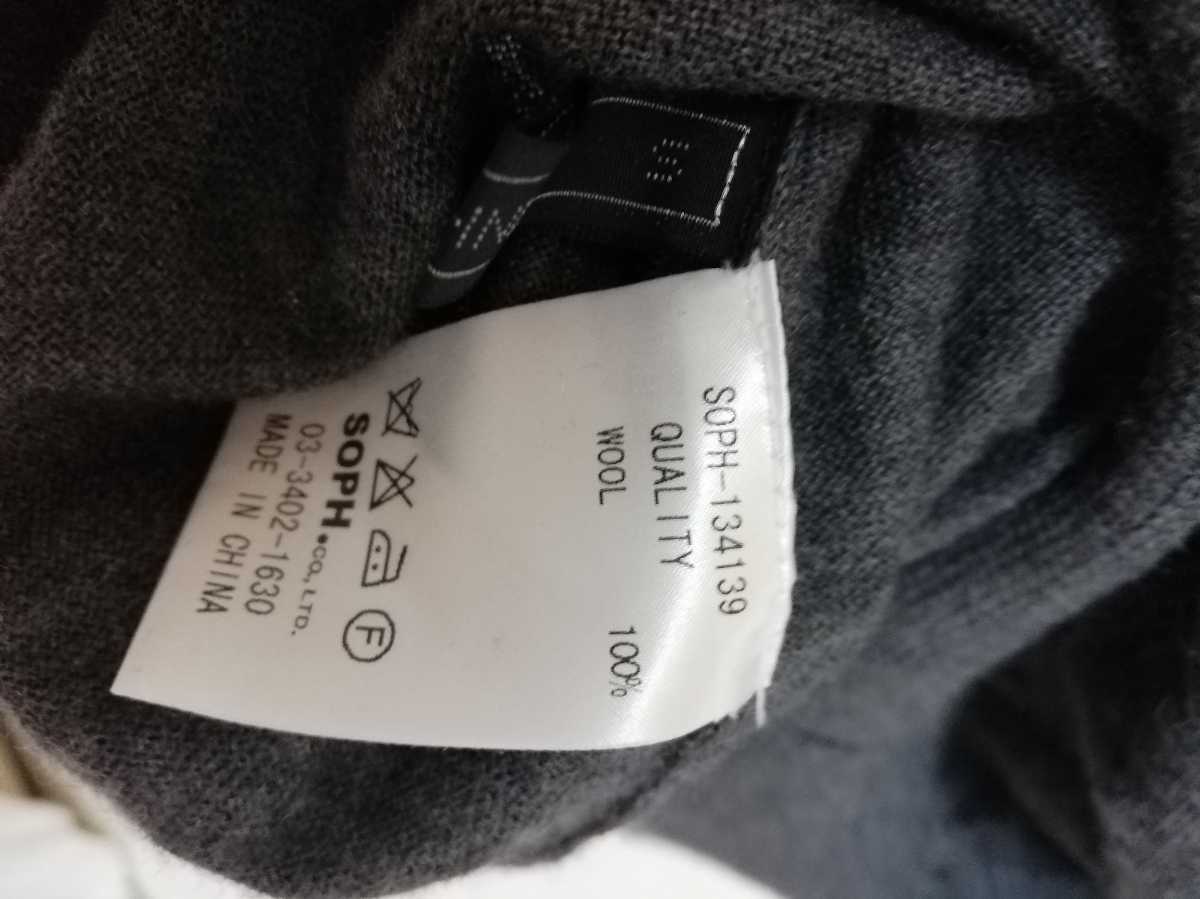 SOPH-134139
QUALITY
WOOL 100%
F
SOPH.CO.,LTD.
03-3402-1630
MADE IN CHINA